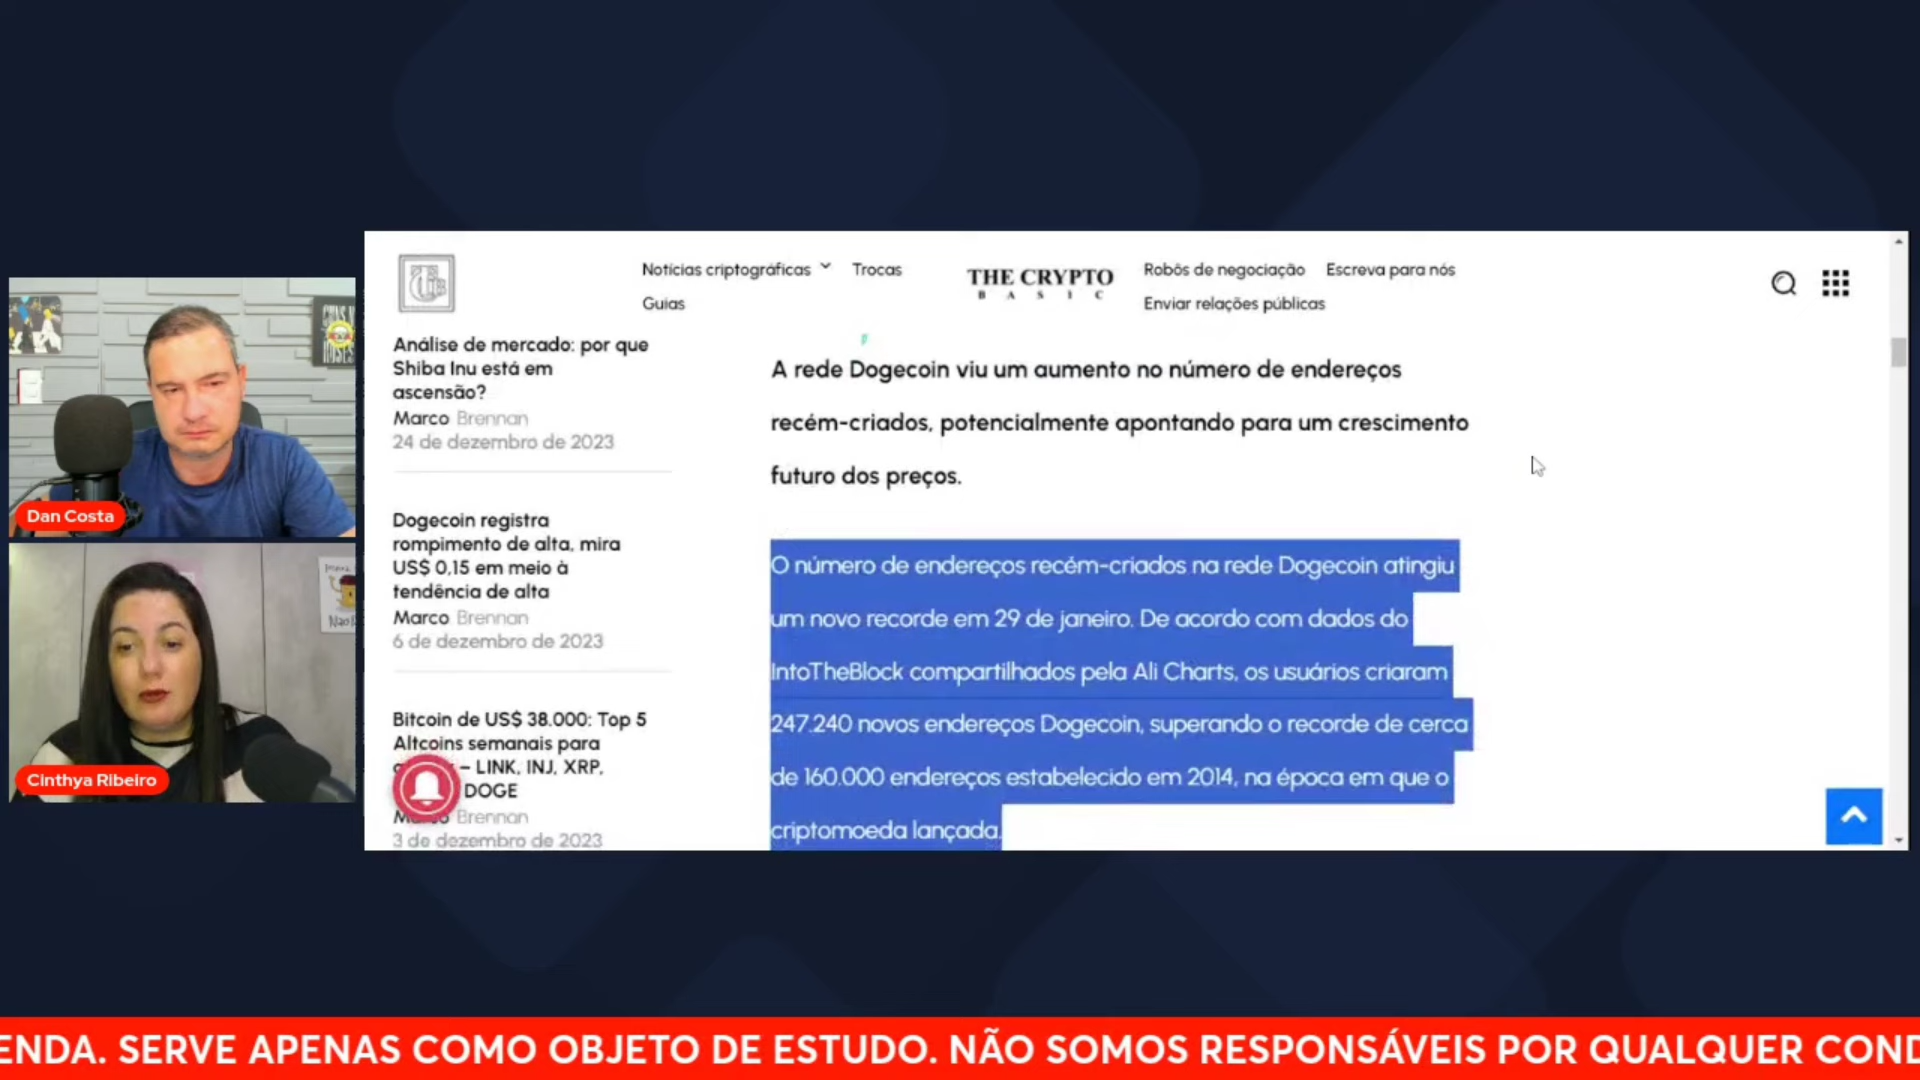 Notícias criptográficas
Trocas
THE CRYPTO
BASIC
Robôs de negociação
Escreva para nós
Guias
Enviar relações públicas
Análise de mercado: por que
Shiba Inu está em
ascensão?
Marco Brennan
24 de dezembro de 2023
Dogecoin registra
rompimento de alta, mira
US$ 0,15 em meio à
tendência de alta
Marco Brennan
6 de dezembro de 2023
Bitcoin de US$ 38.000: Top 5
Altcoins semanais para
– LINK, INJ, XRP,
DOGE
Marco Brennan
3 de dezembro de 2023
A rede Dogecoin viu um aumento no número de endereços
recém-criados, potencialmente apontando para um crescimento
futuro dos preços.
O número de endereços recém-criados na rede Dogecoin atingiu
um novo recorde em 29 de janeiro. De acordo com dados do
IntoTheBlock compartilhados pela Ali Charts, os usuários criaram
247.240 novos endereços Dogecoin, superando o recorde de cerca
de 160.000 endereços estabelecido em 2014, na época em que o
criptomoeda lançada.
Dan Costa
Cinthya Ribeiro
ENDA. SERVE APENAS COMO OBJETO DE ESTUDO. NÃO SOMOS RESPONSÁVEIS POR QUALQUER COND